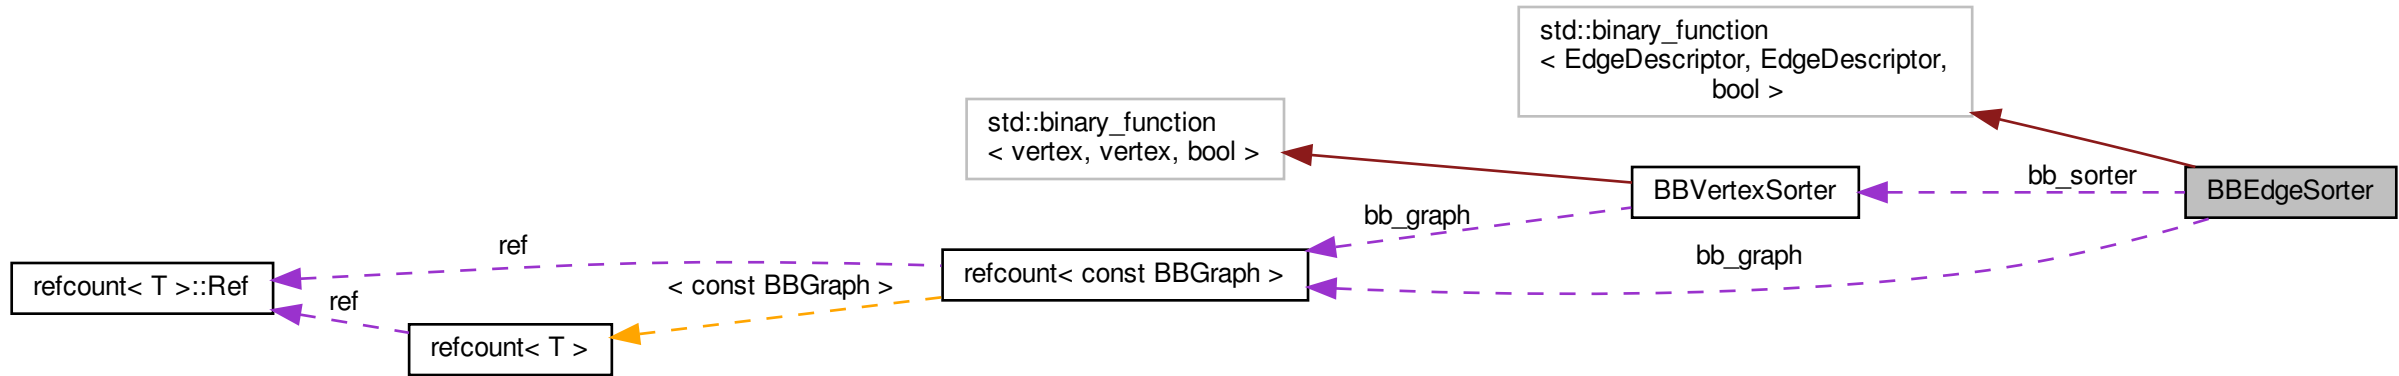 std::binary_function
< EdgeDescriptor, EdgeDescriptor,
bool >
std::binary_function
< vertex, vertex, bool >
bb_sorter
BBVertexSorter
BBEdgeSorter
bb_graph
ref
bb_graph
refcount< const BBGraph >
refcount< T >::Ref
< const BBGraph >
ref
refcount< T >